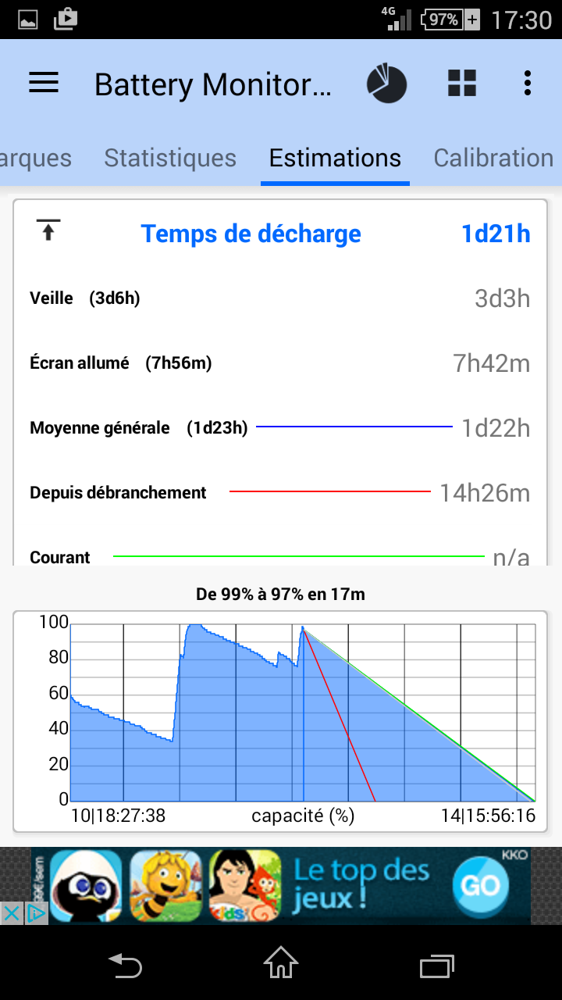 4G 97% 17:30
Battery Monitor...
arques Statistiques Estimations Calibration
Temps de décharge 1d21h
Veille (3d6h) 3d3h
Écran allumé (7h56m) 7h42m
Moyenne générale (1d23h) 1d22h
Depuis débranchement 14h26m
Courant n/a
De 99% à 97% en 17m
100
80
60
40
20
0
10|18:27:38 capacité (%) 14|15:56:16
KKO
Le top des
jeux !
GO
kids